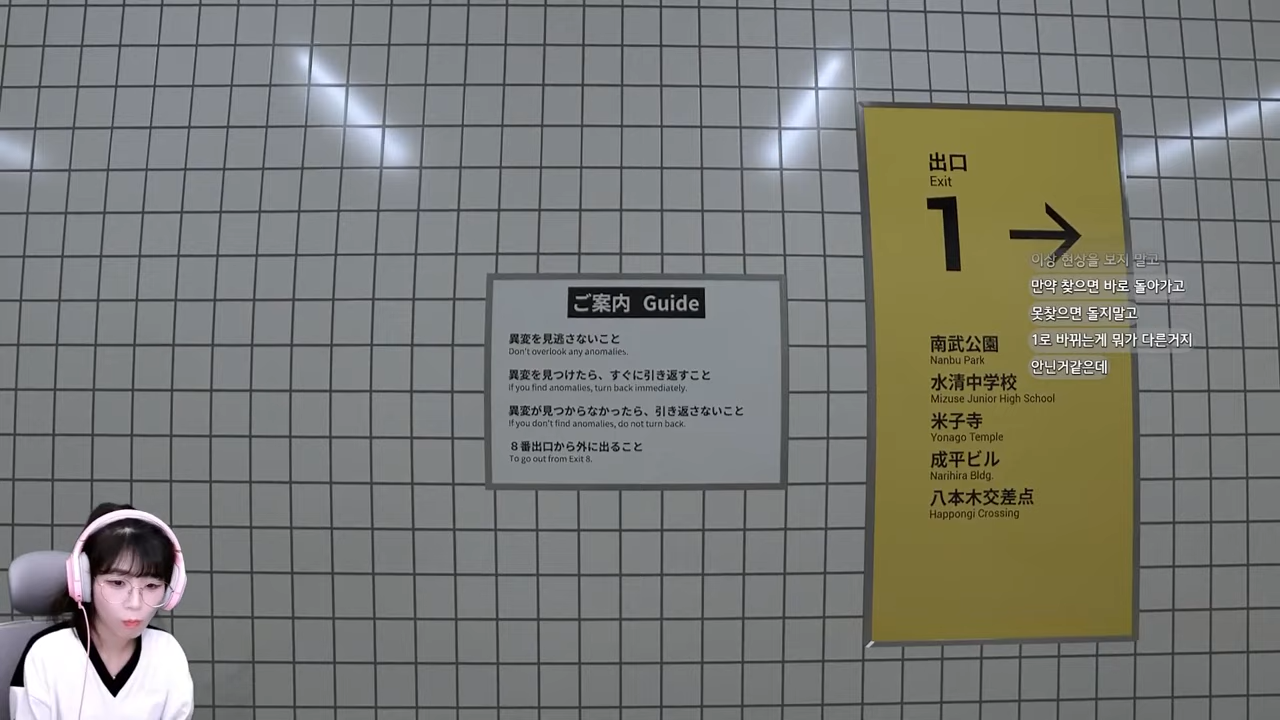 ご案内 Guide
異変を見逃さないこと
Don't overlook any anomalies.
異変を見つけたら、すぐに引き返すこと
If you find anomalies, turn back immediately.
異変が見つからなかったら、引き返さないこと
If you don't find anomalies, do not turn back.
8番出口から外に出ること
To go out from Exit 8.
出口
Exit
1 →
南武公園
Nanbu Park
水清中学校
Mizuse Junior High School
米子寺
Yonago Temple
成平ビル
Narihira Bldg.
八本木交差点
Happongi Crossing
이상 현상을 보지 말고
만약 찾으면 바로 돌아가고
못찾으면 돌지말고
1로 바뀌는게 뭐가 다른거지
안닌거같은데